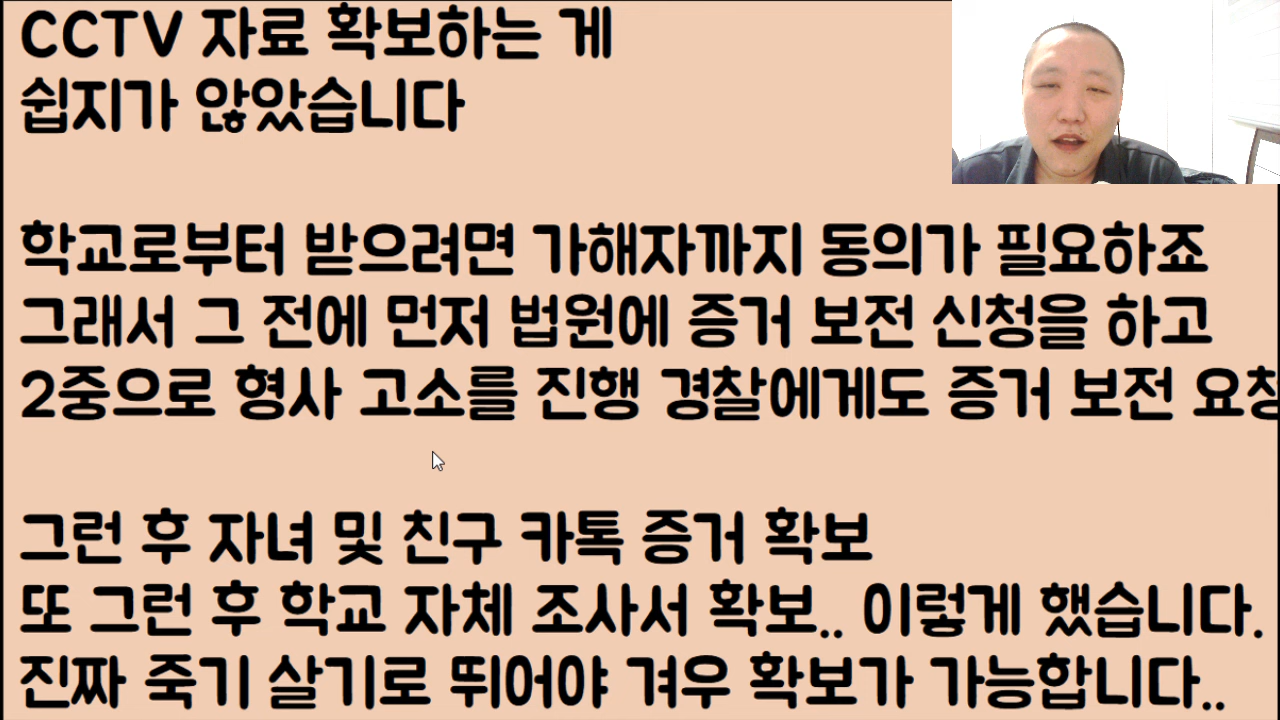 CCTV 자료 확보하는 게
쉽지가 않았습니다
학교로부터 받으려면 가해자까지 동의가 필요하죠
그래서 그 전에 먼저 법원에 증거 보전 신청을 하고
2중으로 형사 고소를 진행 경찰에게도 증거 보전 요청
그런 후 자녀 및 친구 카톡 증거 확보
또 그런 후 학교 자체 조사서 확보.. 이렇게 했습니다.
진짜 죽기 살기로 뛰어야 겨우 확보가 가능합니다..